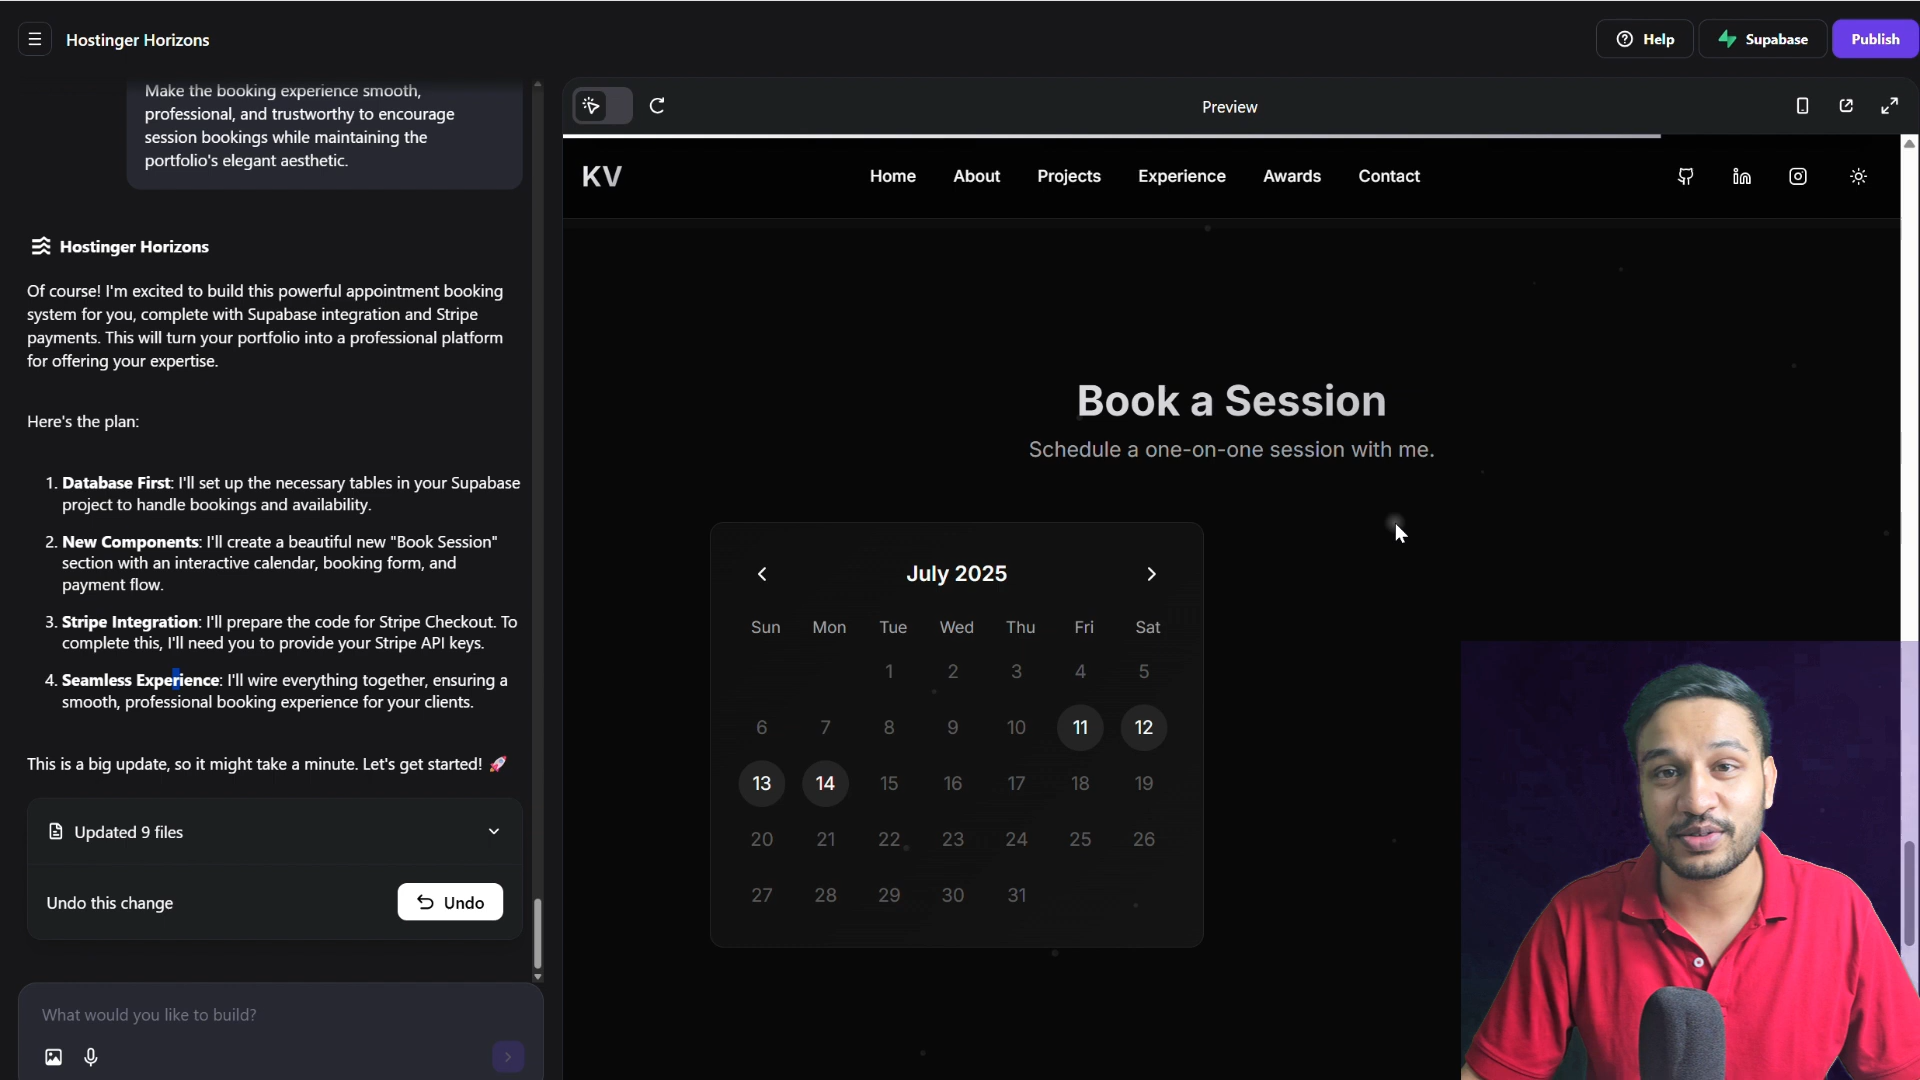 Hostinger Horizons
Help
Supabase
Publish
Make the booking experience smooth,
professional, and trustworthy to encourage
session bookings while maintaining the
portfolio's elegant aesthetic.
Hostinger Horizons
Of course! I'm excited to build this powerful appointment booking
system for you, complete with Supabase integration and Stripe
payments. This will turn your portfolio into a professional platform
for offering your expertise.
Here's the plan:
1. Database First: I'll set up the necessary tables in your Supabase
project to handle bookings and availability.
2. New Components: I'll create a beautiful new "Book Session"
section with an interactive calendar, booking form, and
payment flow.
3. Stripe Integration: I'll prepare the code for Stripe Checkout. To
complete this, I'll need you to provide your Stripe API keys.
4. Seamless Experience: I'll wire everything together, ensuring a
smooth, professional booking experience for your clients.
This is a big update, so it might take a minute. Let's get started! 🚀
Updated 9 files
Undo this change
Undo
What would you like to build?
Preview
KV
Home About Projects Experience Awards Contact
Book a Session
Schedule a one-on-one session with me.
July 2025
Sun Mon Tue Wed Thu Fri Sat
1 2 3 4 5
6 7 8 9 10 11 12
13 14 15 16 17 18 19
20 21 22 23 24 25 26
27 28 29 30 31